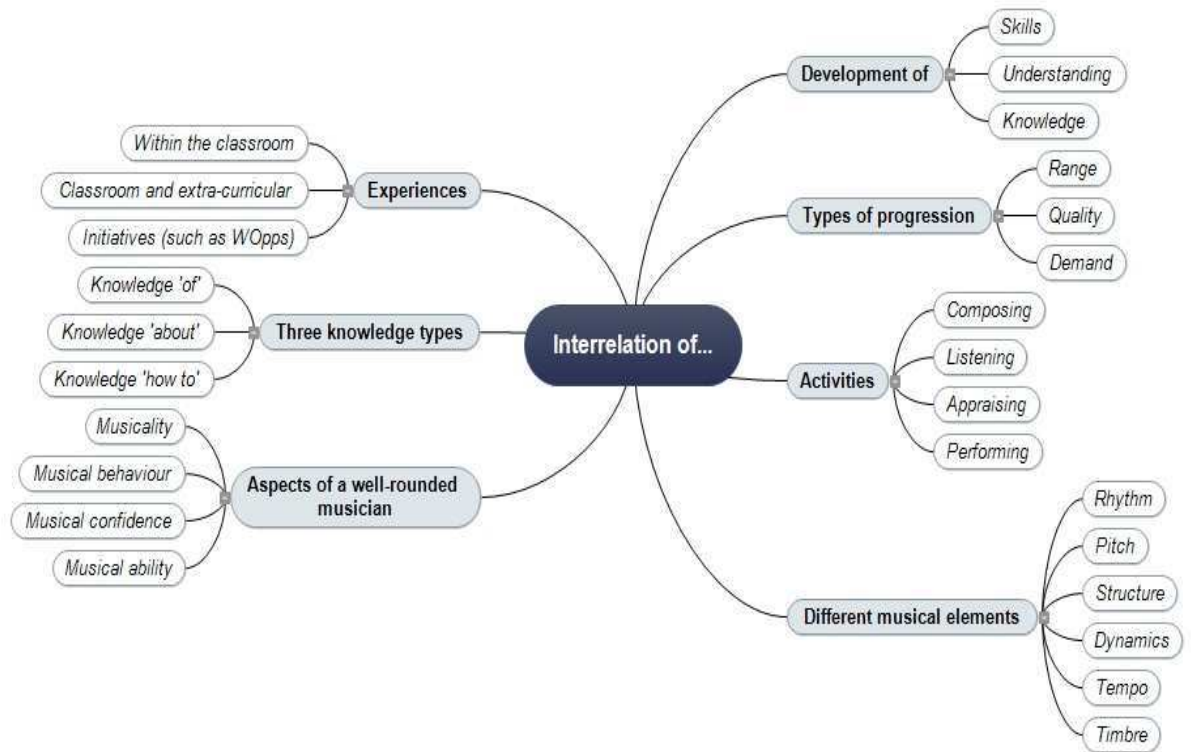 Interrelation of...
Development of
Skills
Understanding
Knowledge
Types of progression
Range
Quality
Demand
Activities
Composing
Listening
Appraising
Performing
Different musical elements
Rhythm
Pitch
Structure
Dynamics
Tempo
Timbre
Experiences
Within the classroom
Classroom and extra-curricular
Initiatives (such as WOpps)
Three knowledge types
Knowledge 'of'
Knowledge 'about'
Knowledge 'how to'
Aspects of a well-rounded
musician
Musicality
Musical behaviour
Musical confidence
Musical ability